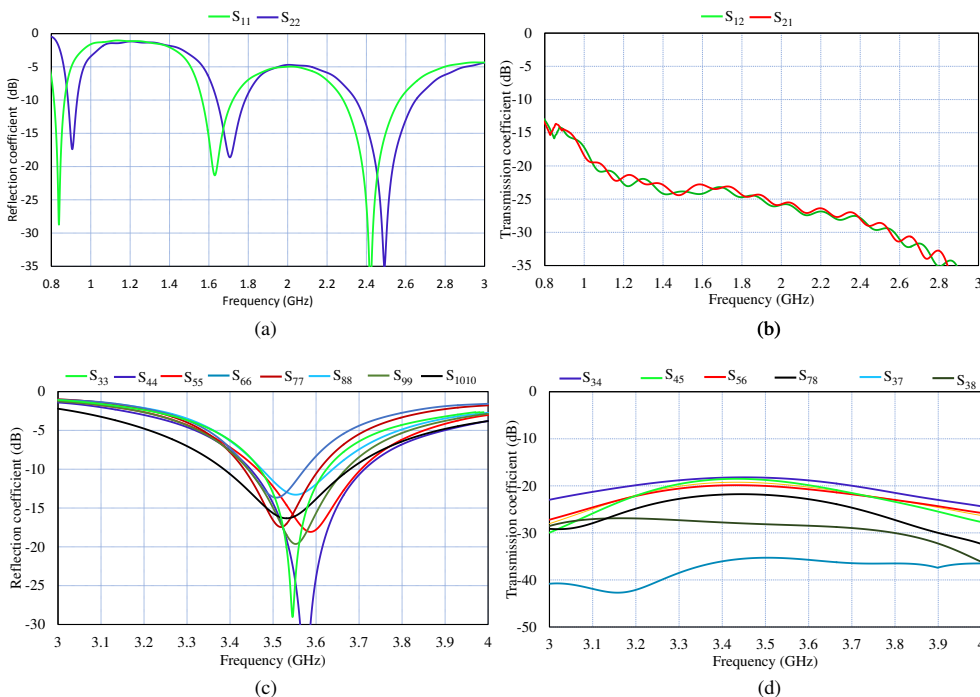 S11 S22
0
-5
-10
-15
-20
-25
-30
-35
Reflection coefficient (dB)
0.8 1 1.2 1.4 1.6 1.8 2 2.2 2.4 2.6 2.8 3
Frequency (GHz)
(a)
S12 S21
0
-5
-10
-15
-20
-25
-30
-35
Transmission coefficient (dB)
0.8 1.0 1.2 1.4 1.6 1.8 2.0 2.2 2.4 2.6 2.8 3
Frequency (GHz)
(b)
S33 S44 S55 S66 S77 S88 S99 S1010
0
-5
-10
-15
-20
-25
-30
Reflection coefficient (dB)
3 3.1 3.2 3.3 3.4 3.5 3.6 3.7 3.8 3.9 4
Frequency (GHz)
(c)
S34 S45 S56 S78 S37 S38
0
-10
-20
-30
-40
-50
Transmission coefficient (dB)
3.0 3.1 3.2 3.3 3.4 3.5 3.6 3.7 3.8 3.9 4
Frequency (GHz)
(d)